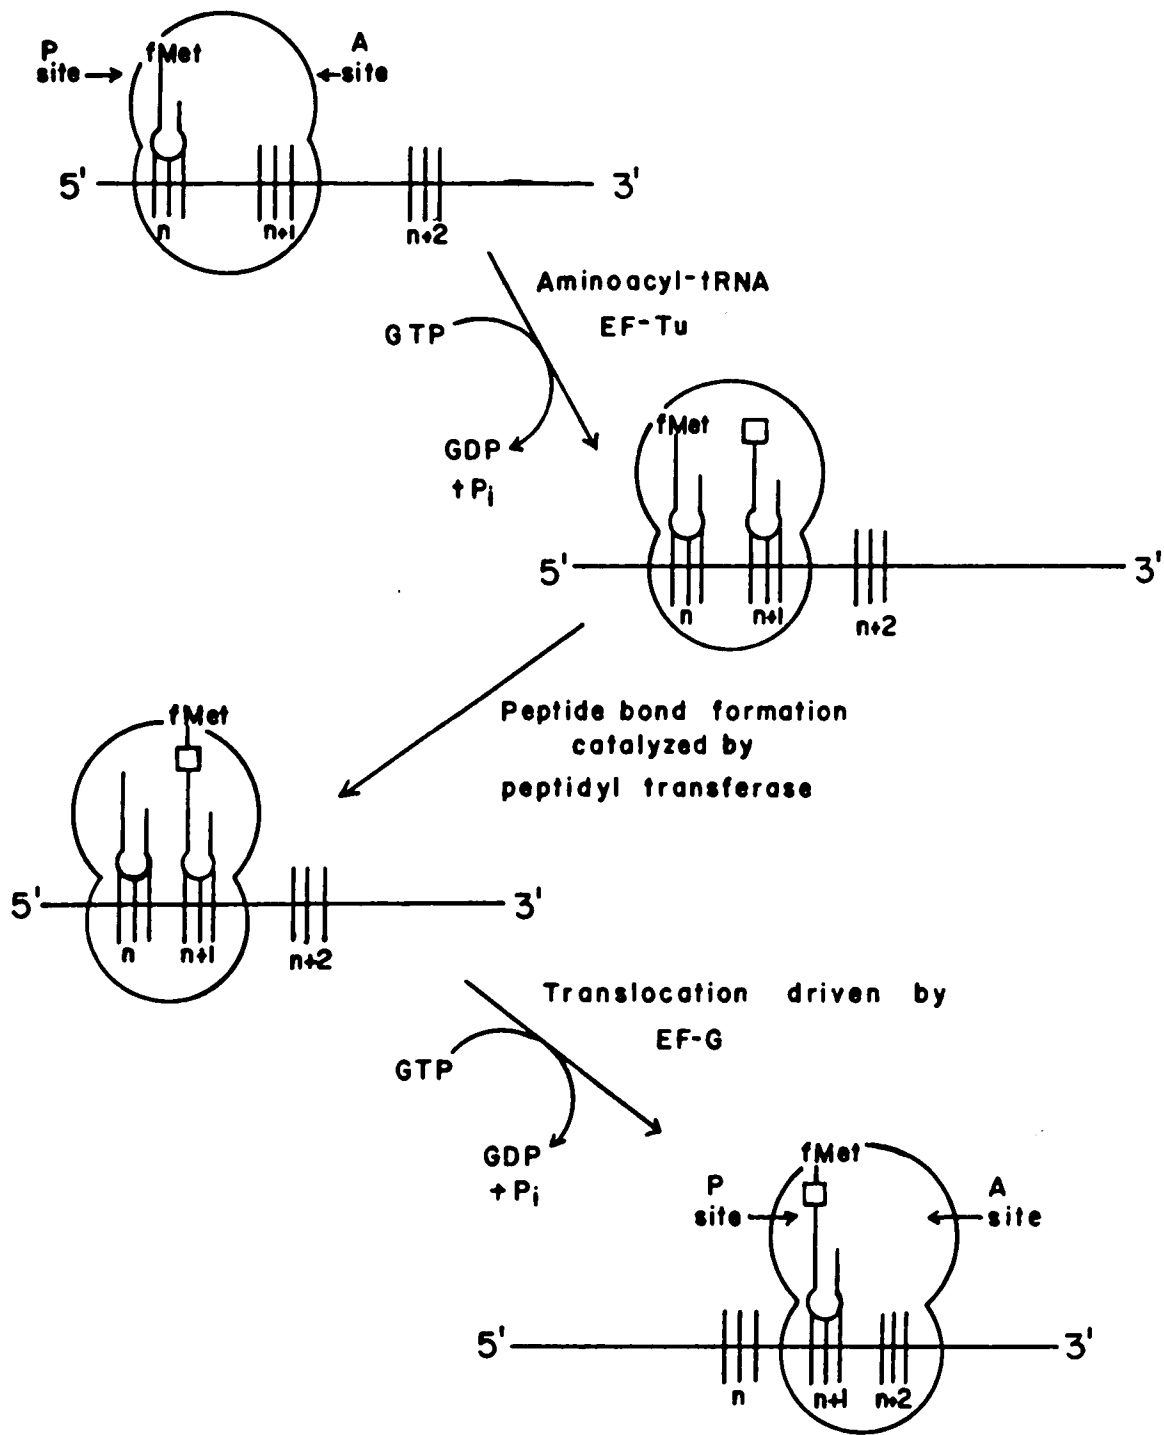 P
site
fMet
A
site
5'
3'
n
n+1
n+2
Aminoacyl-tRNA
EF-Tu
GTP
GDP
+Pi
fMet
5'
3'
n
n+1
n+2
Peptide bond formation
catalyzed by
peptidyl transferase
fMet
5'
3'
n
n+1
n+2
Translocation driven by
EF-G
GTP
GDP
+Pi
fMet
P
site
A
site
5'
3'
n
n+1
n+2